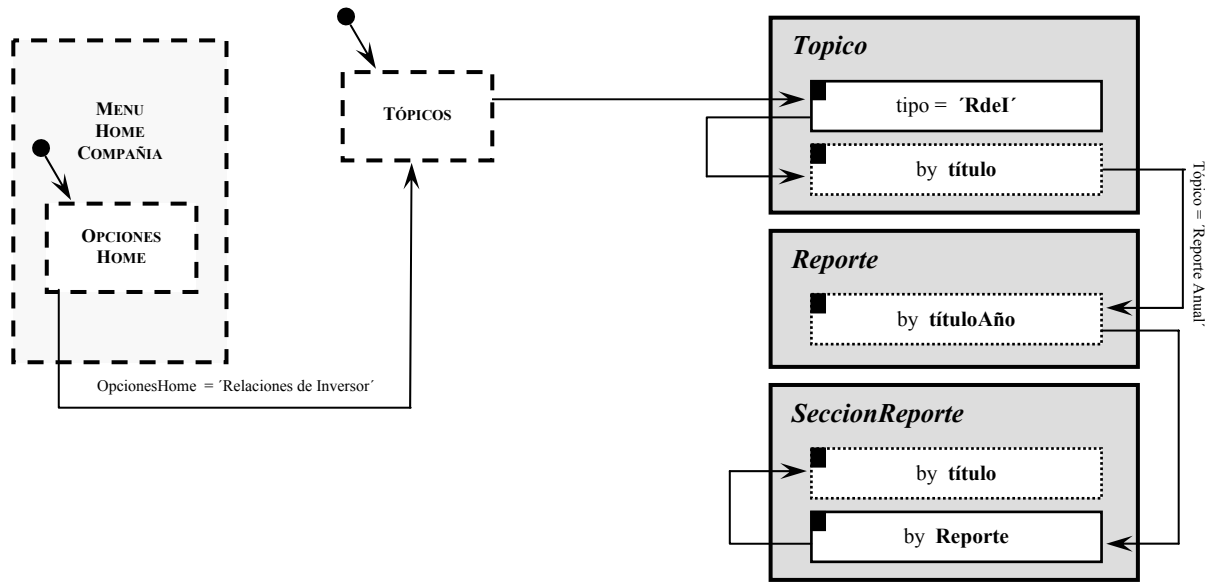 MENU
HOME
COMPAÑIA
OPCIONES
HOME
OpcionesHome = ´Relaciones de Inversor´
TÓPICOS
Topico
tipo = ´RdeI´
by título
Tópico = ´Reporte Anual´
Reporte
by títuloAño
SeccionReporte
by título
by Reporte